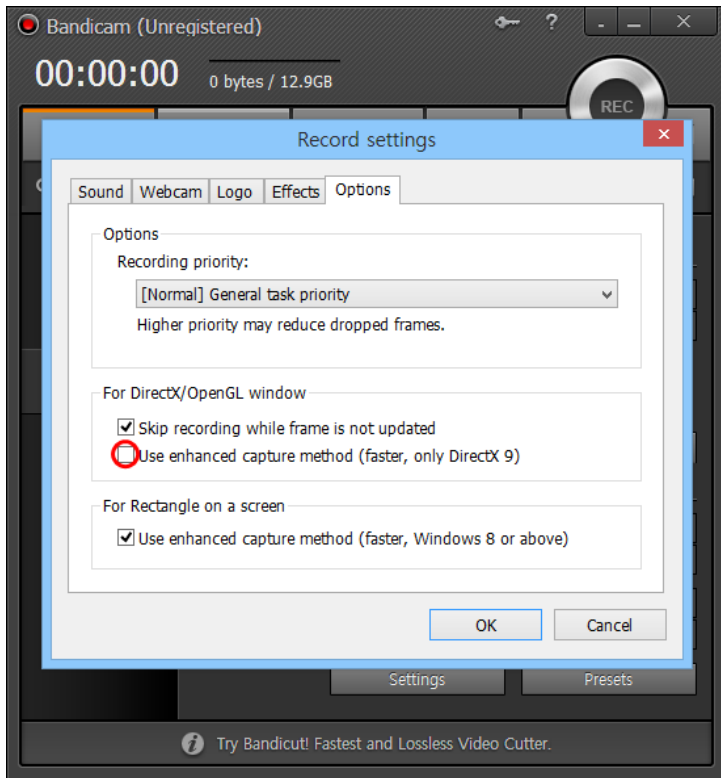 Bandicam (Unregistered)
?
00:00:00
0 bytes / 12.9GB
REC
Record settings
Sound
Webcam
Logo
Effects
Options
Options
Recording priority:
[Normal] General task priority
Higher priority may reduce dropped frames.
For DirectX/OpenGL window
Skip recording while frame is not updated
Use enhanced capture method (faster, only DirectX 9)
For Rectangle on a screen
Use enhanced capture method (faster, Windows 8 or above)
OK
Cancel
Settings
Presets
Try Bandicut! Fastest and Lossless Video Cutter.